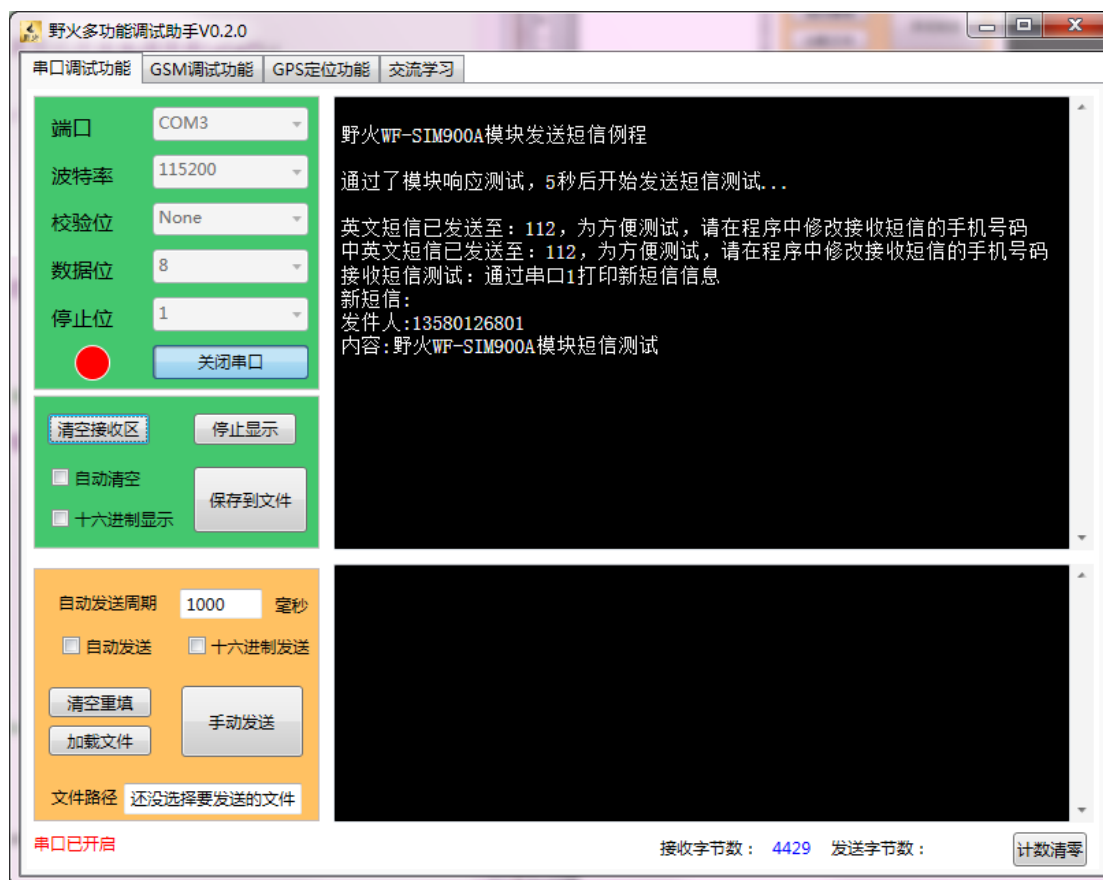 野火多功能调试助手V0.2.0
串口调试功能 GSM调试功能 GPS定位功能 交流学习
端口 COM3
波特率 115200
校验位 None
数据位 8
停止位 1
关闭串口
清空接收区 停止显示
自动清空
保存到文件
十六进制显示
野火WF-SIM900A模块发送短信例程
通过了模块响应测试，5秒后开始发送短信测试...
英文短信已发送至：112，为方便测试，请在程序中修改接收短信的手机号码
中英文短信已发送至：112，为方便测试，请在程序中修改接收短信的手机号码
接收短信测试：通过串口1打印新短信信息
新短信:
发件人:13580126801
内容:野火WF-SIM900A模块短信测试
自动发送周期 1000 毫秒
自动发送 十六进制发送
清空重填
手动发送
加载文件
文件路径 还没选择要发送的文件
串口已开启
接收字节数： 4429 发送字节数：
计数清零